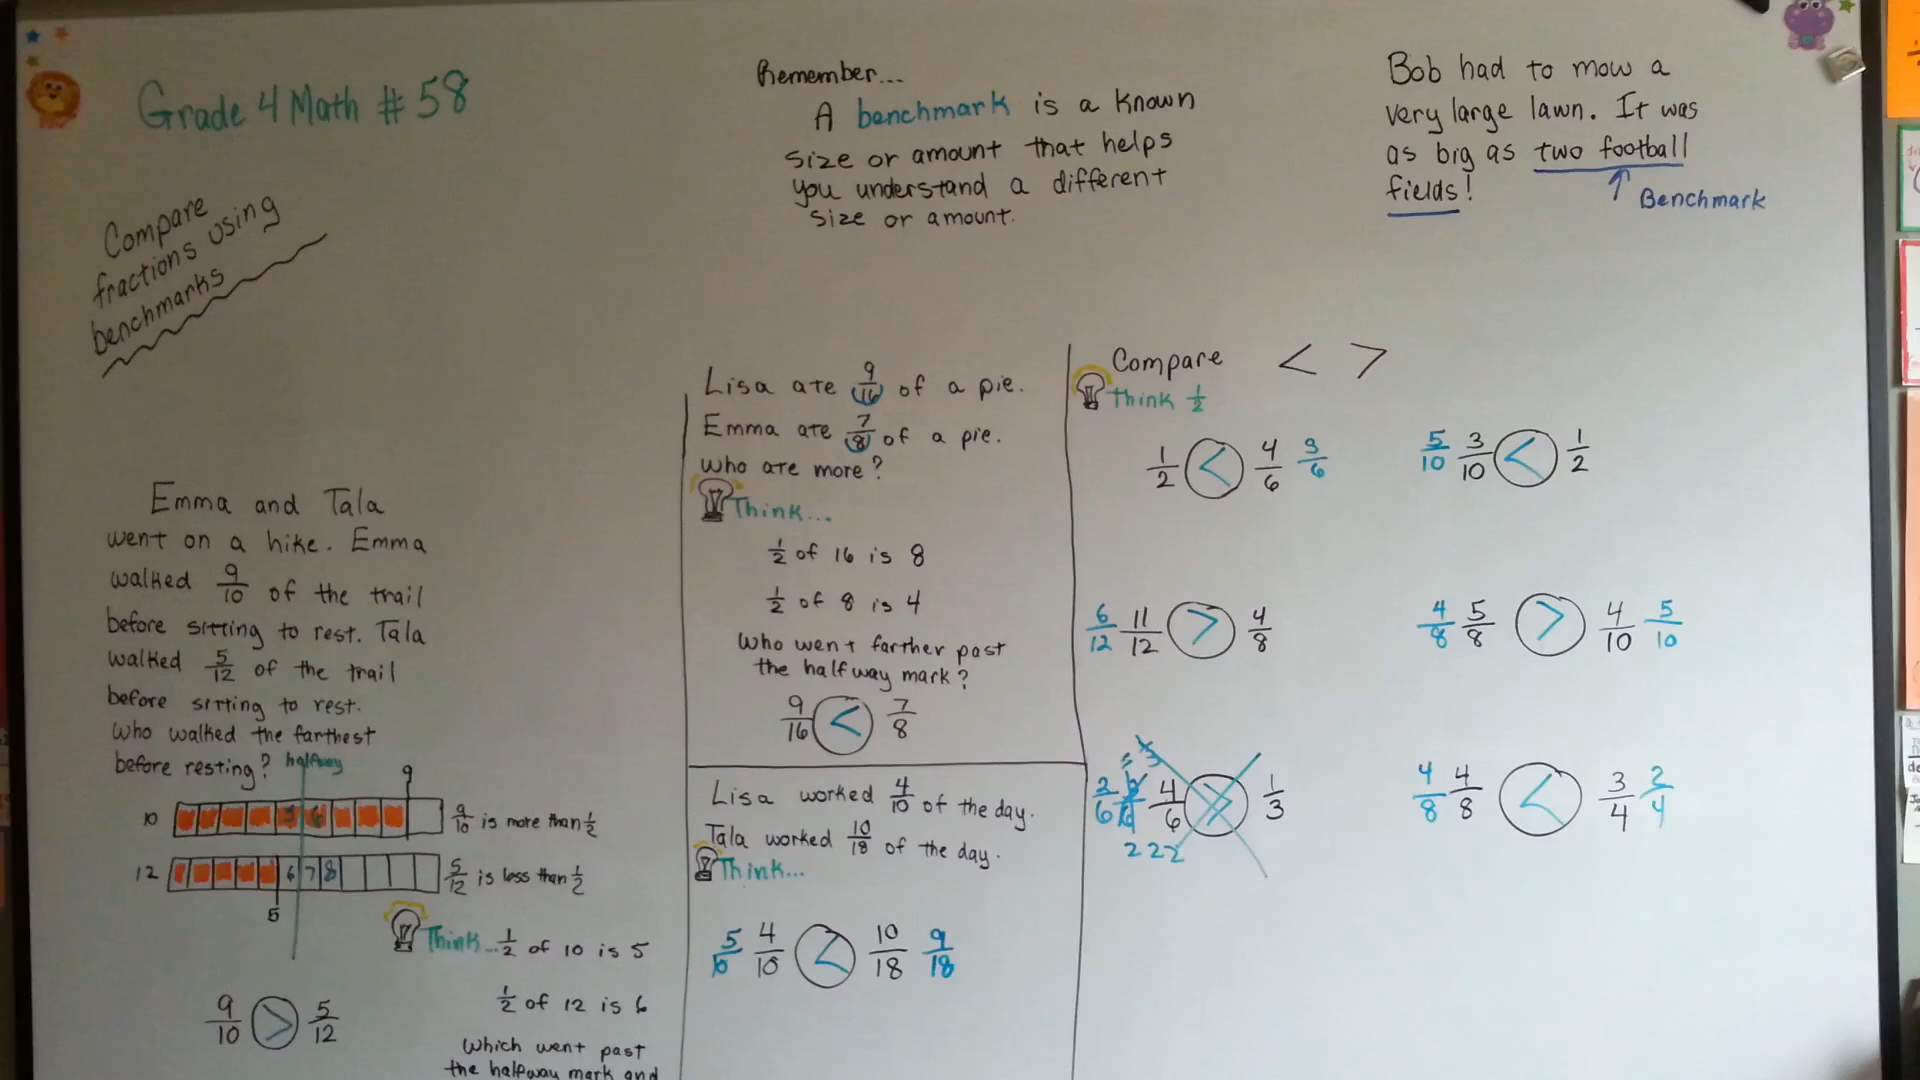 Grade 4 Math # 58
Compare
fractions using
benchmarks
Remember...
A benchmark is a known
size or amount that helps
you understand a different
size or amount.
Bob had to mow a
very large lawn. It was
as big as two football
fields!
Benchmark
Emma and Tala
went on a hike. Emma
walked 9/10 of the trail
before sitting to rest. Tala
walked 5/12 of the trail
before sitting to rest.
Who walked the farthest
before resting? halfway
9
10 5 6 9/10 is more than 1/2
12 6 7 8 5/12 is less than 1/2
5
Think... 1/2 of 10 is 5
1/2 of 12 is 6
Which went past
the halfway mark and
9/10 > 5/12
Lisa ate 9/16 of a pie.
Emma ate 7/8 of a pie.
Who ate more?
Think...
1/2 of 16 is 8
1/2 of 8 is 4
Who went farther past
the halfway mark?
9/16 < 7/8
Lisa worked 4/10 of the day.
Tala worked 10/18 of the day.
Think...
5/10 4/10 < 10/18 9/18
Compare < >
Think 1/2
1/2 < 4/6 3/6
5/10 3/10 < 1/2
6/12 11/12 > 4/8
4/8 5/8 > 4/10 5/10
2/6 4/6 > 1/3
2 2 2
4/8 4/8 < 3/4 2/4